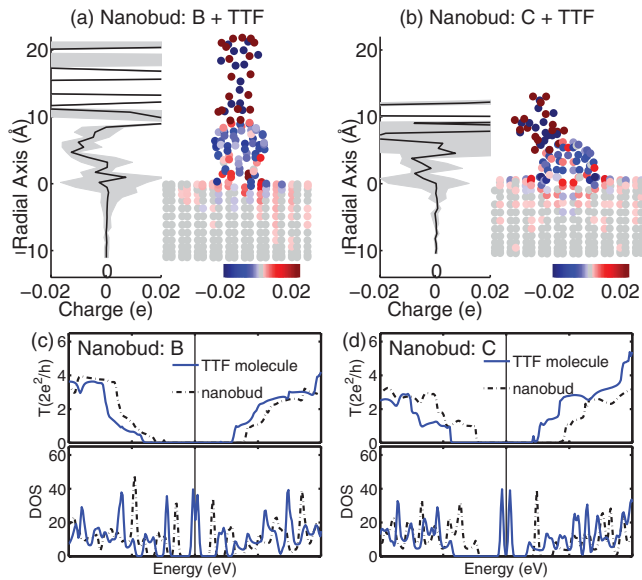 (a) Nanobud: B + TTF
(b) Nanobud: C + TTF
Radial Axis (Å)
20
10
0
10
0
−0.02 0 0.02
Charge (e)
−0.02 0.02
Radial Axis (Å)
20
10
0
10
0
−0.02 0 0.02
Charge (e)
−0.02 0.02
(c) Nanobud: B
TTF molecule
nanobud
T(2e²/h)
6
4
2
0
(d) Nanobud: C
TTF molecule
nanobud
T(2e²/h)
6
4
2
0
DOS
60
40
20
0
Energy (eV)
DOS
60
40
20
0
Energy (eV)